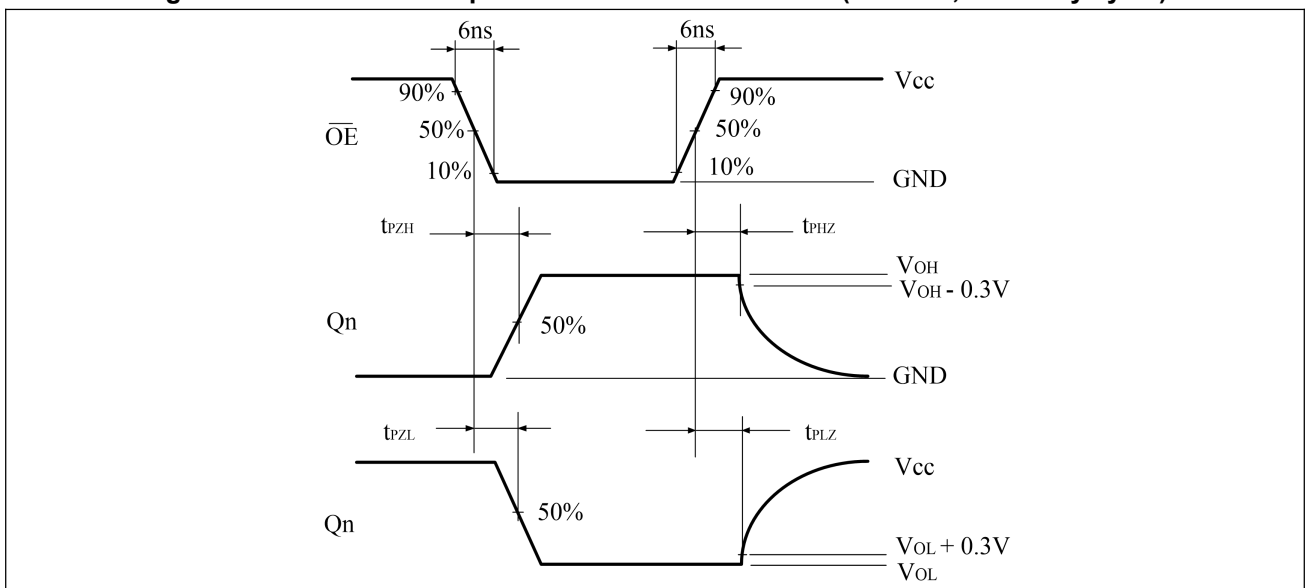 6ns 6ns
Vcc
90% 90%
OE 50% 50%
10% 10%
GND
tPZH tPHZ
VOH
VOH - 0.3V
Qn 50%
GND
tPZL tPLZ
Vcc
Qn 50%
VOL + 0.3V
VOL